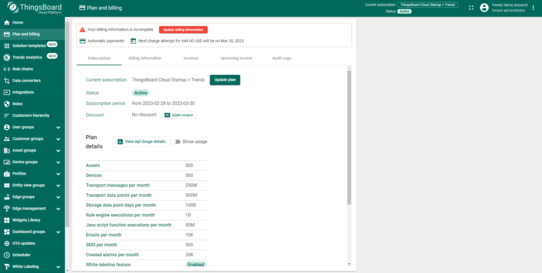 ThingsBoard
Cloud Platform
Plan and billing
Current subscription
ThingsBoard Cloud Startup + Trendz
Status
Active
Trendz Demo Account
Tenant administrator
Home
Plan and billing
Solution templates NEW
Trendz Analytics NEW
Rule chains
Data converters
Integrations
Roles
Customers hierarchy
User groups
Customer groups
Asset groups
Device groups
Profiles
Entity View groups
Edge groups
Edge management
Widgets Library
Dashboard groups
OTA updates
Scheduler
White Labeling
Your billing information is incomplete
Update billing information
Automatic payments
Next charge attempt for 648.00 USD will be on Mar 30, 2023
Subscription
Billing information
Invoices
Upcoming invoice
Audit Logs
Current subscription ThingsBoard Cloud Startup + Trendz Update plan
Status Active
Subscription period from 2023-02-28 to 2023-03-30
Discount No discount Apply coupon
Plan details
View Api Usage details
Show usage
Assets 500
Devices 500
Transport messages per month 250M
Transport data points per month 500M
Storage data point days per month 100B
Rule engine executions per month 1B
Java script function executions per month 50M
Emails per month 10K
SMS per month 500
Created alarms per month 20K
White-labeling feature Enabled